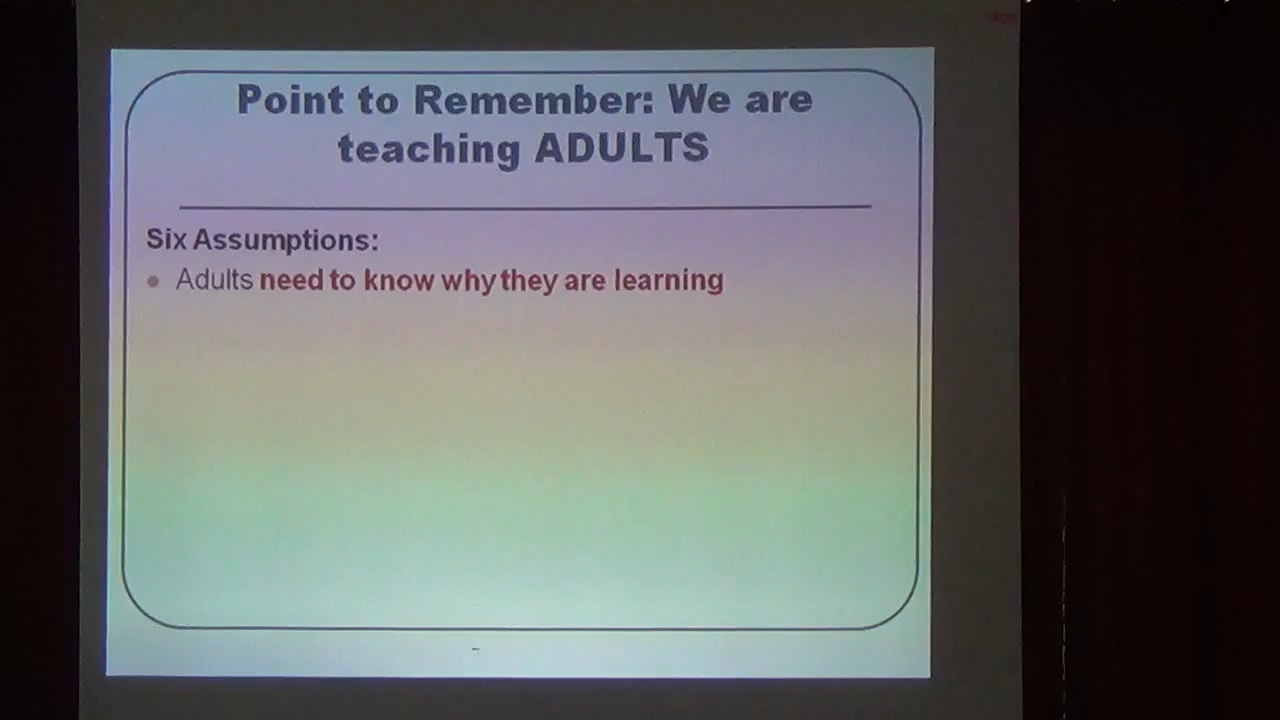 Point to Remember: We are
teaching ADULTS
Six Assumptions:
• Adults need to know why they are learning